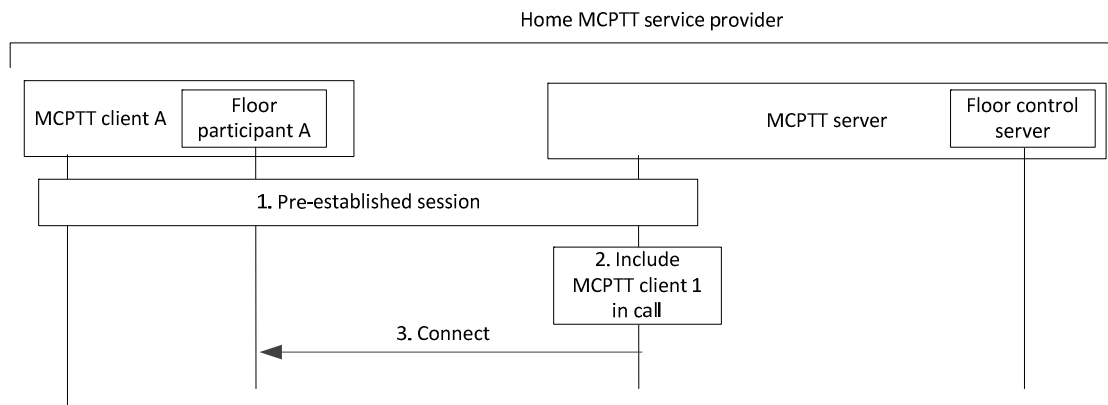 Home MCPTT service provider
MCPTT client A
Floor
participant A
MCPTT server
Floor control
server
1. Pre-established session
2. Include
MCPTT client 1
in call
3. Connect